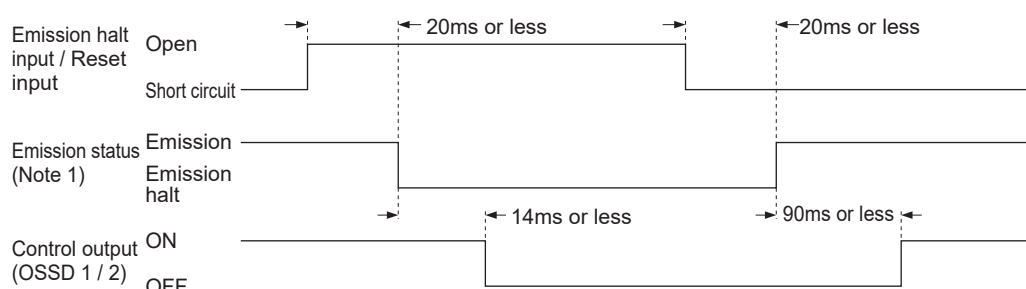 20ms or less
20ms or less
Emission halt
input / Reset
input
Open
Short circuit
Emission status
(Note 1)
Emission
Emission
halt
14ms or less
90ms or less
Control output
(OSSD 1 / 2)
ON
OFF